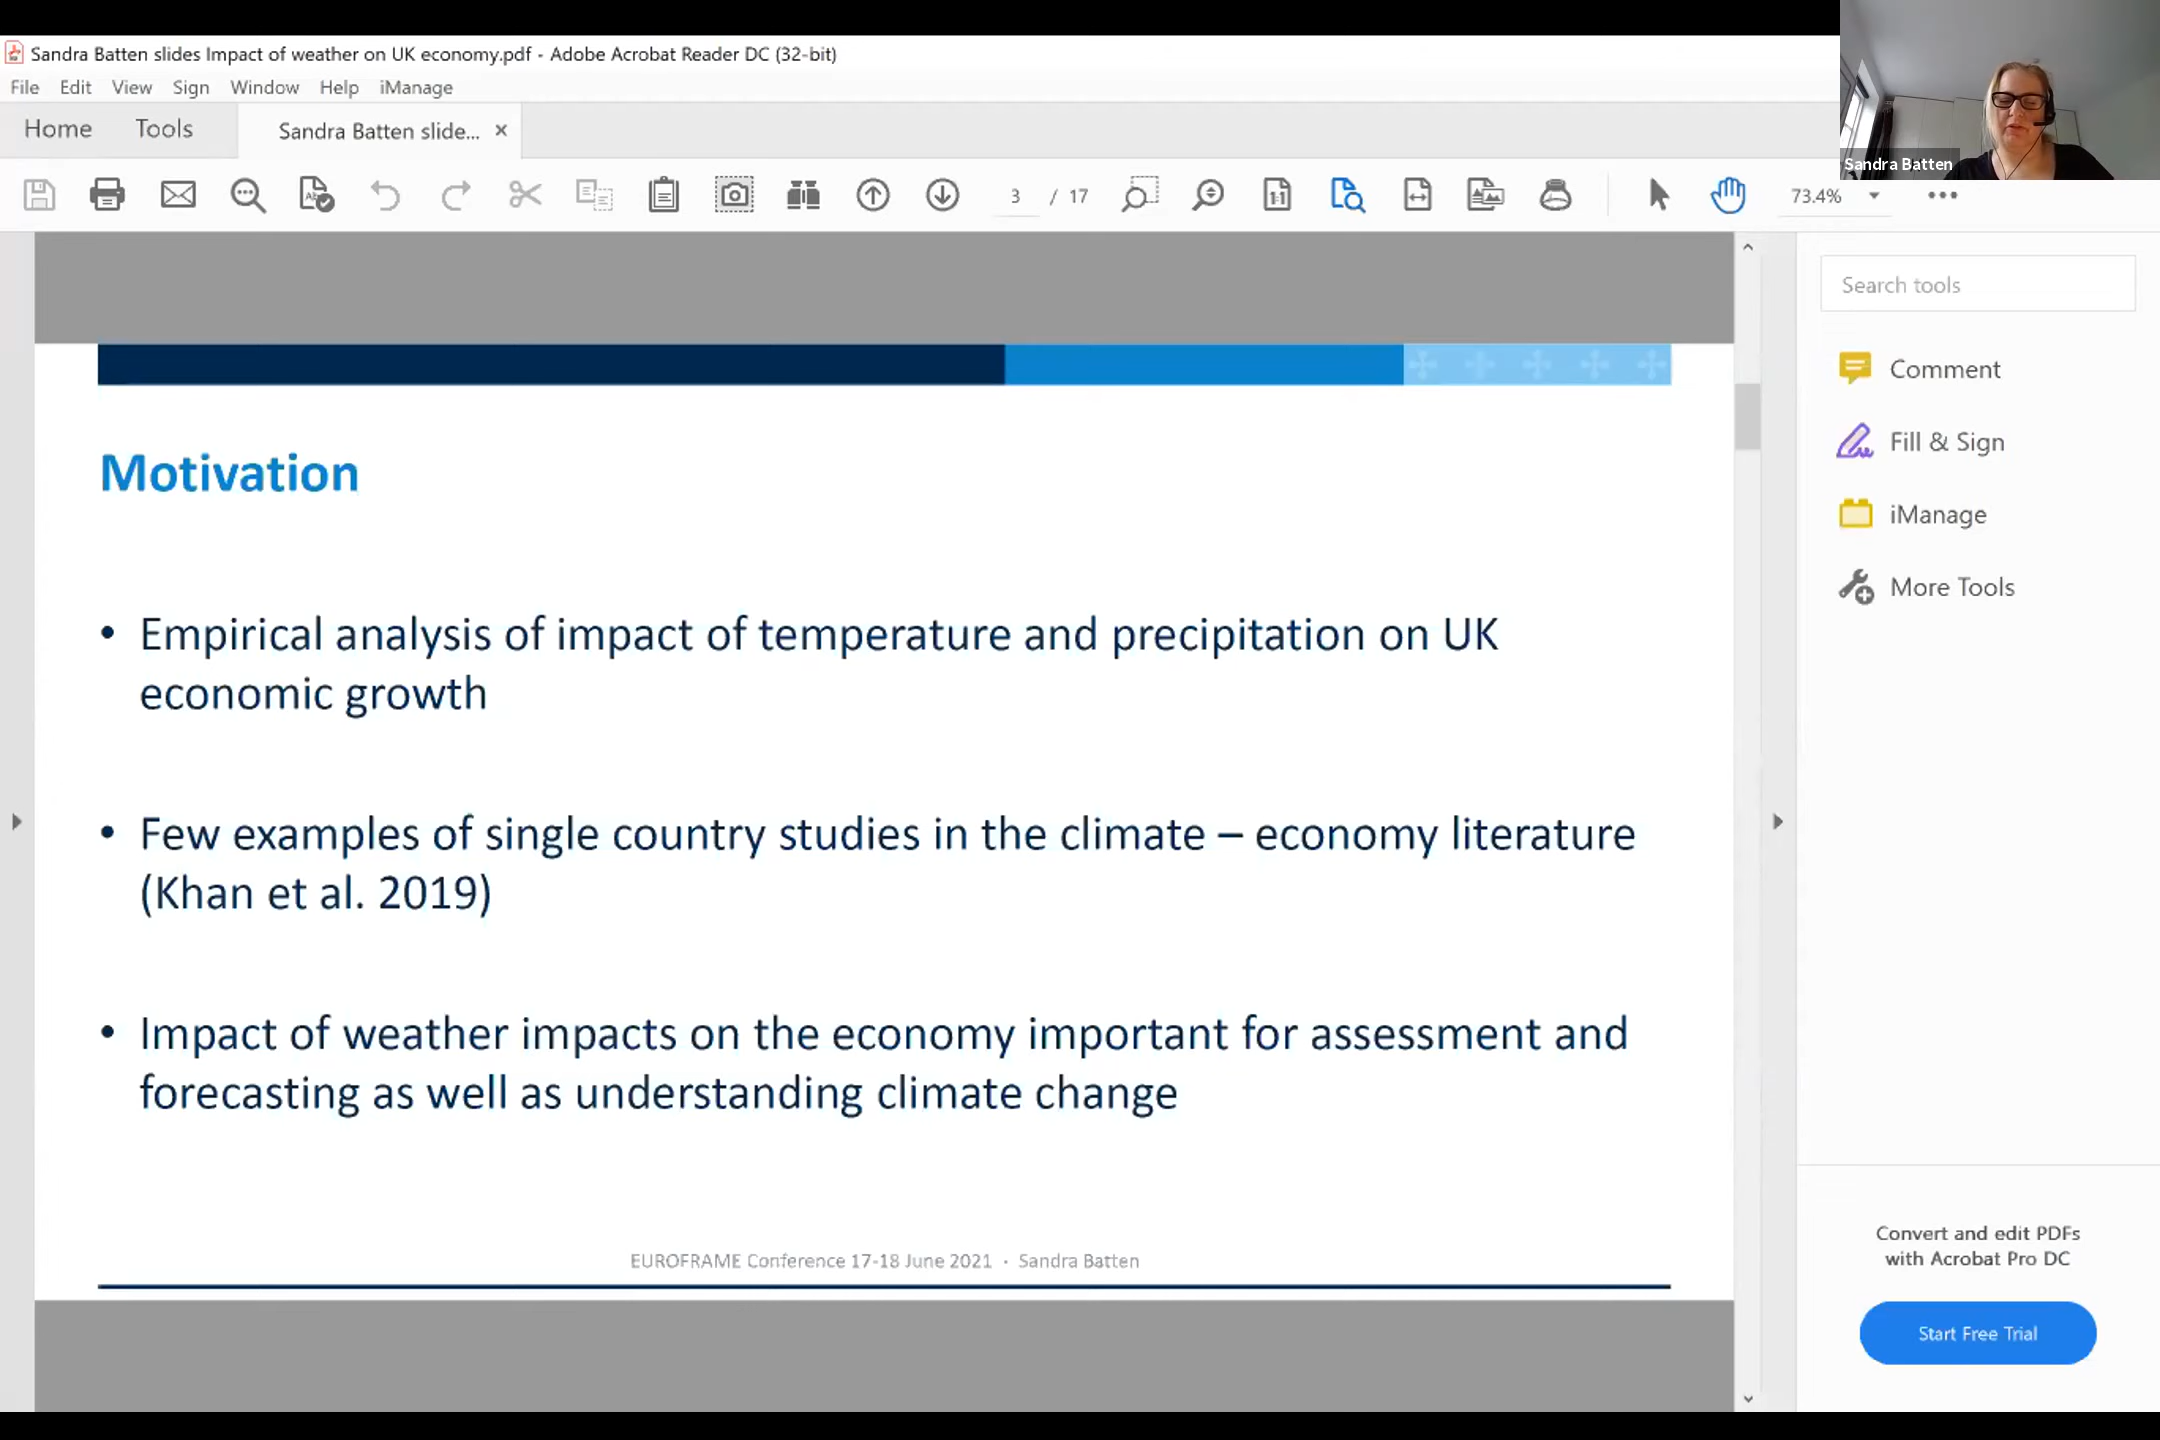 Sandra Batten slides Impact of weather on UK economy.pdf - Adobe Acrobat Reader DC (32-bit)
File Edit View Sign Window Help iManage
Home Tools Sandra Batten slide... ×
3 / 17 73.4%
Sandra Batten
Search tools
Comment
Fill & Sign
iManage
More Tools
Motivation
• Empirical analysis of impact of temperature and precipitation on UK
economic growth
• Few examples of single country studies in the climate – economy literature
(Khan et al. 2019)
• Impact of weather impacts on the economy important for assessment and
forecasting as well as understanding climate change
EUROFRAME Conference 17-18 June 2021 · Sandra Batten
Convert and edit PDFs
with Acrobat Pro DC
Start Free Trial